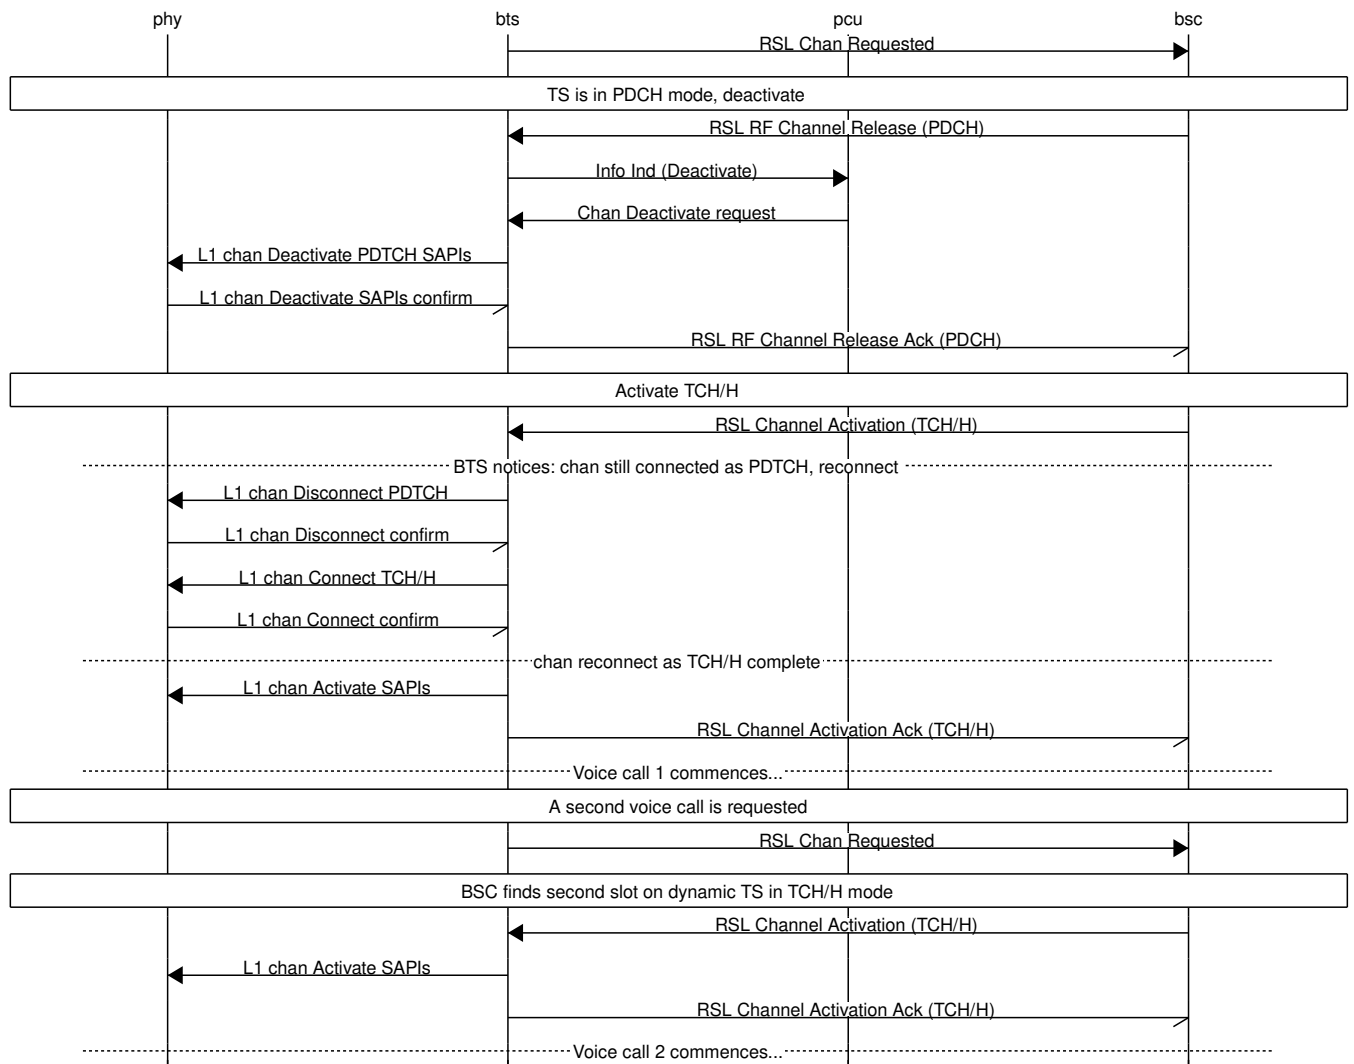 phy bts pcu bsc
RSL Chan Requested
TS is in PDCH mode, deactivate
RSL RF Channel Release (PDCH)
Info Ind (Deactivate)
Chan Deactivate request
L1 chan Deactivate PDTCH SAPIs
L1 chan Deactivate SAPIs confirm
RSL RF Channel Release Ack (PDCH)
Activate TCH/H
RSL Channel Activation (TCH/H)
BTS notices: chan still connected as PDTCH, reconnect
L1 chan Disconnect PDTCH
L1 chan Disconnect confirm
L1 chan Connect TCH/H
L1 chan Connect confirm
chan reconnect as TCH/H complete
L1 chan Activate SAPIs
RSL Channel Activation Ack (TCH/H)
Voice call 1 commences...
A second voice call is requested
RSL Chan Requested
BSC finds second slot on dynamic TS in TCH/H mode
RSL Channel Activation (TCH/H)
L1 chan Activate SAPIs
RSL Channel Activation Ack (TCH/H)
Voice call 2 commences...